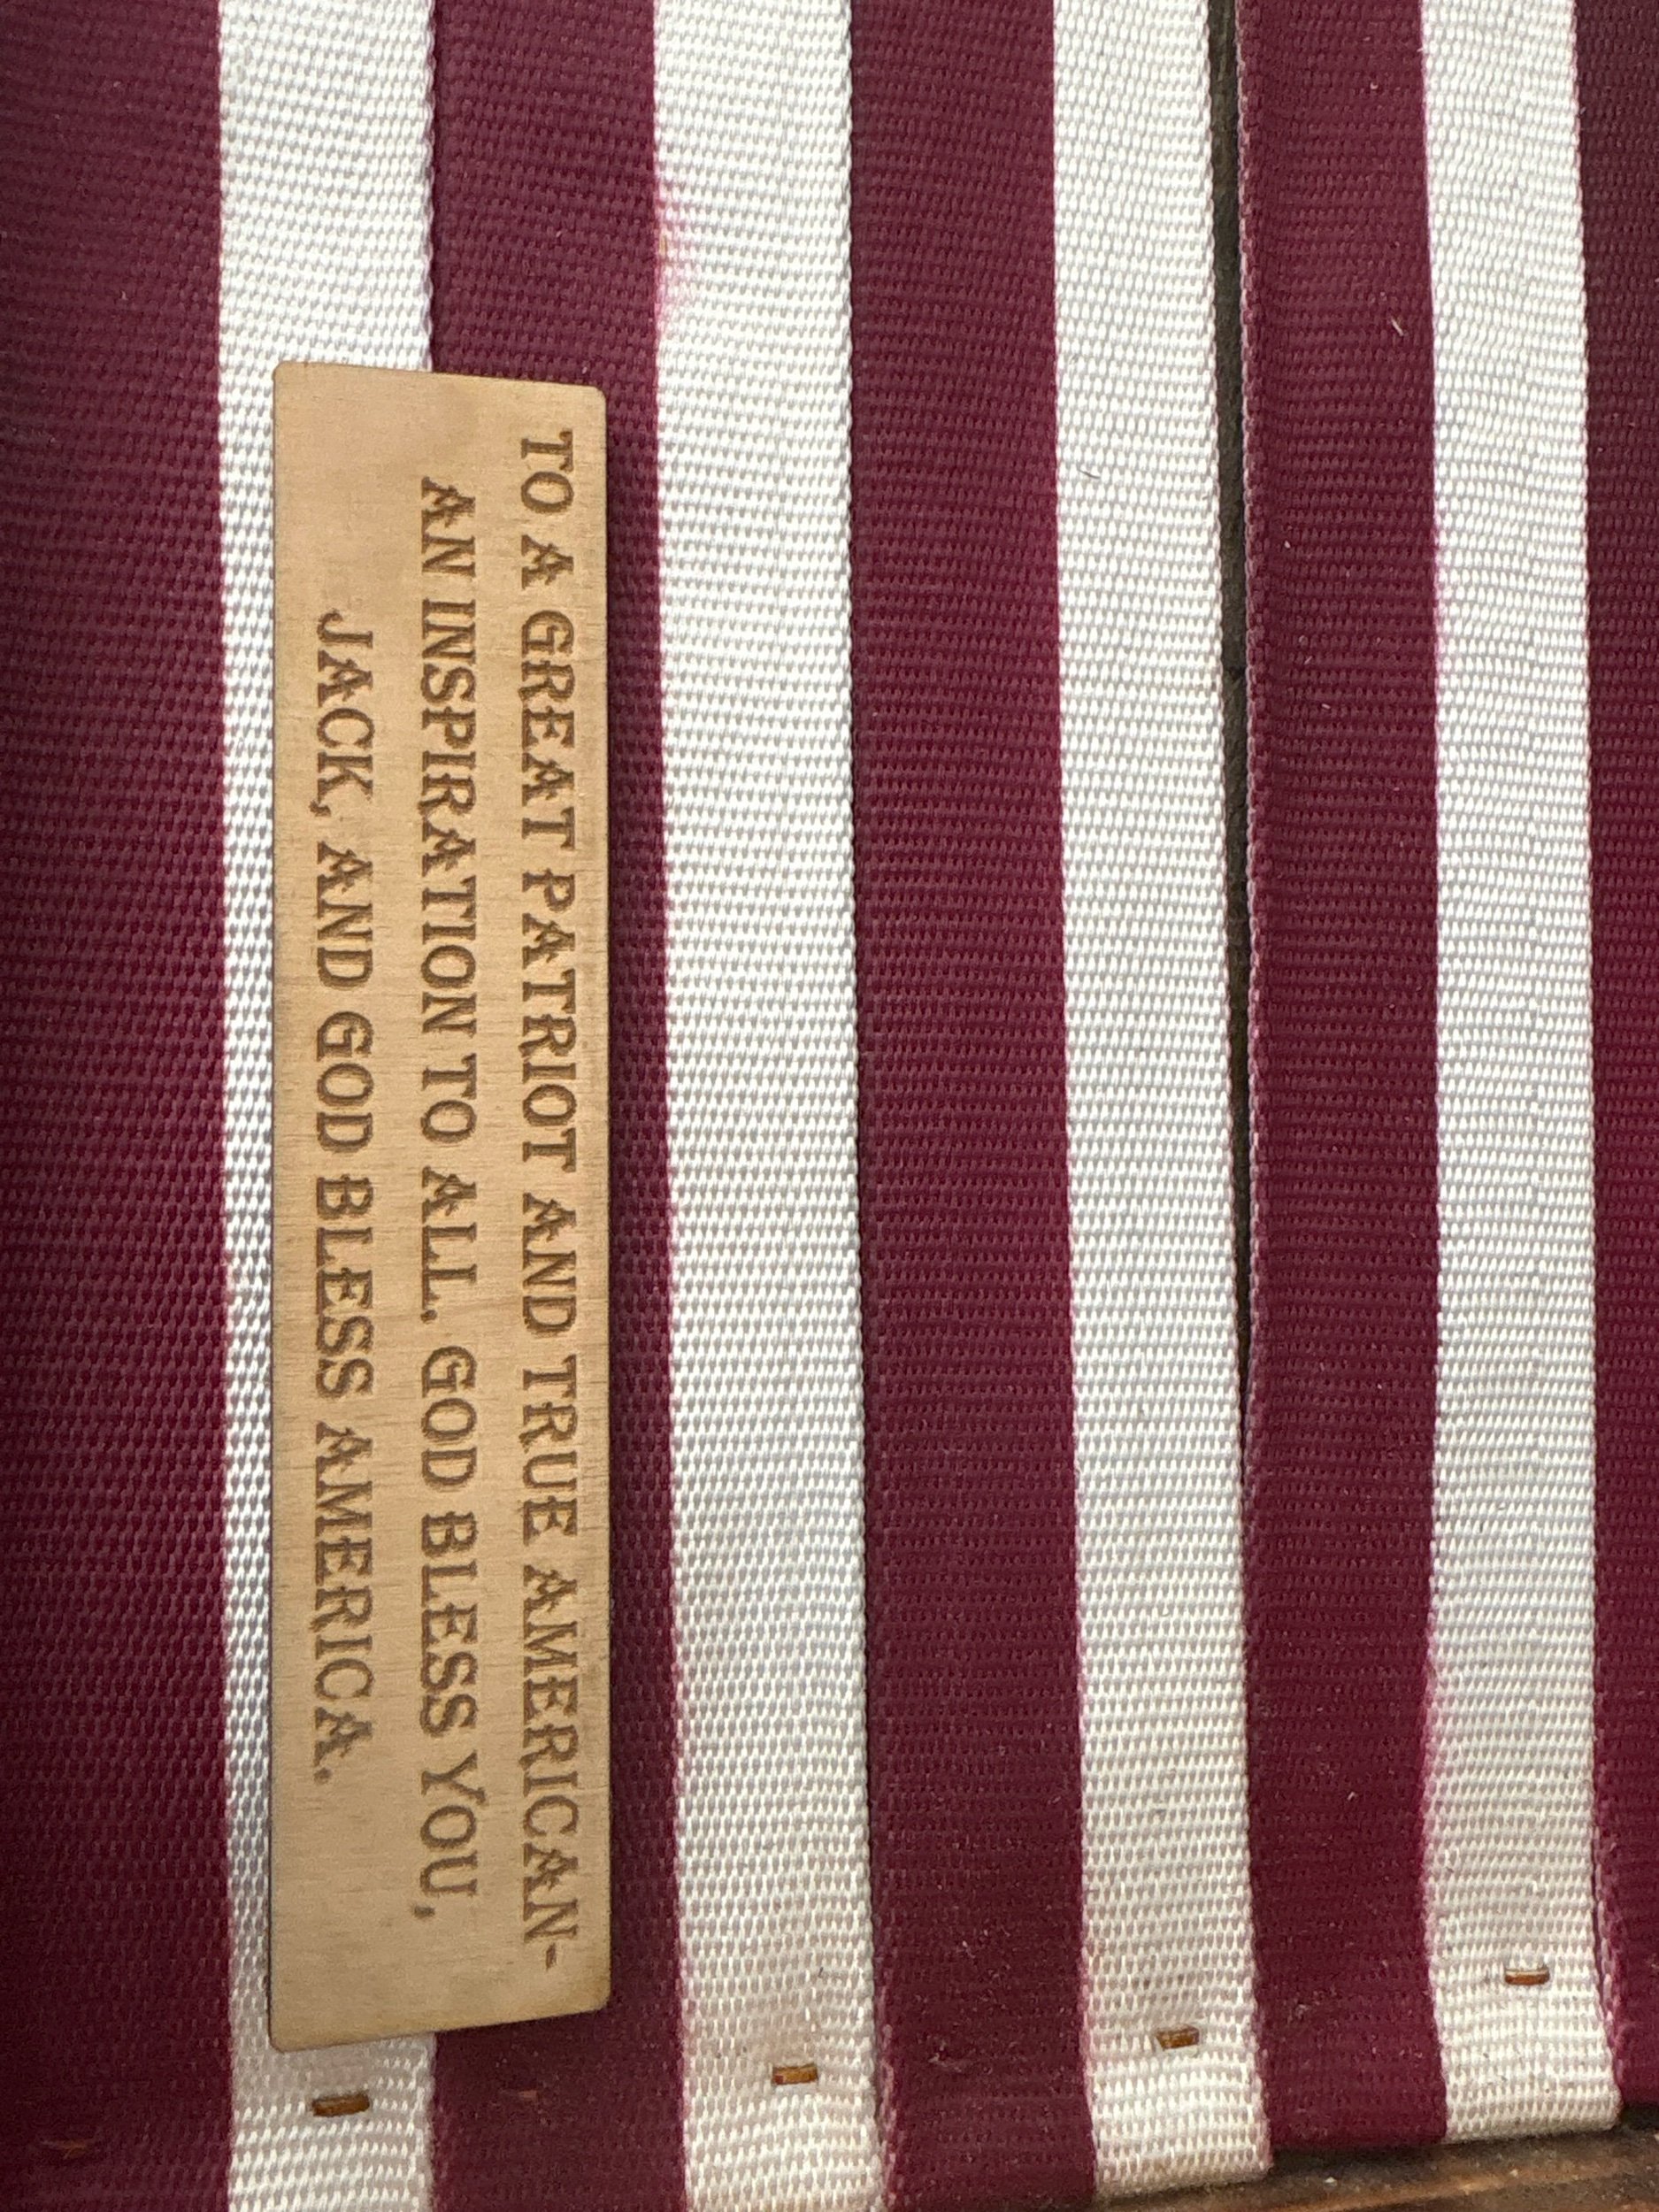 TO A GREAT PATRIOT AND TRUE AMERICAN-
AN INSPIRATION TO ALL. GOD BLESS YOU,
JACK, AND GOD BLESS AMERICA.